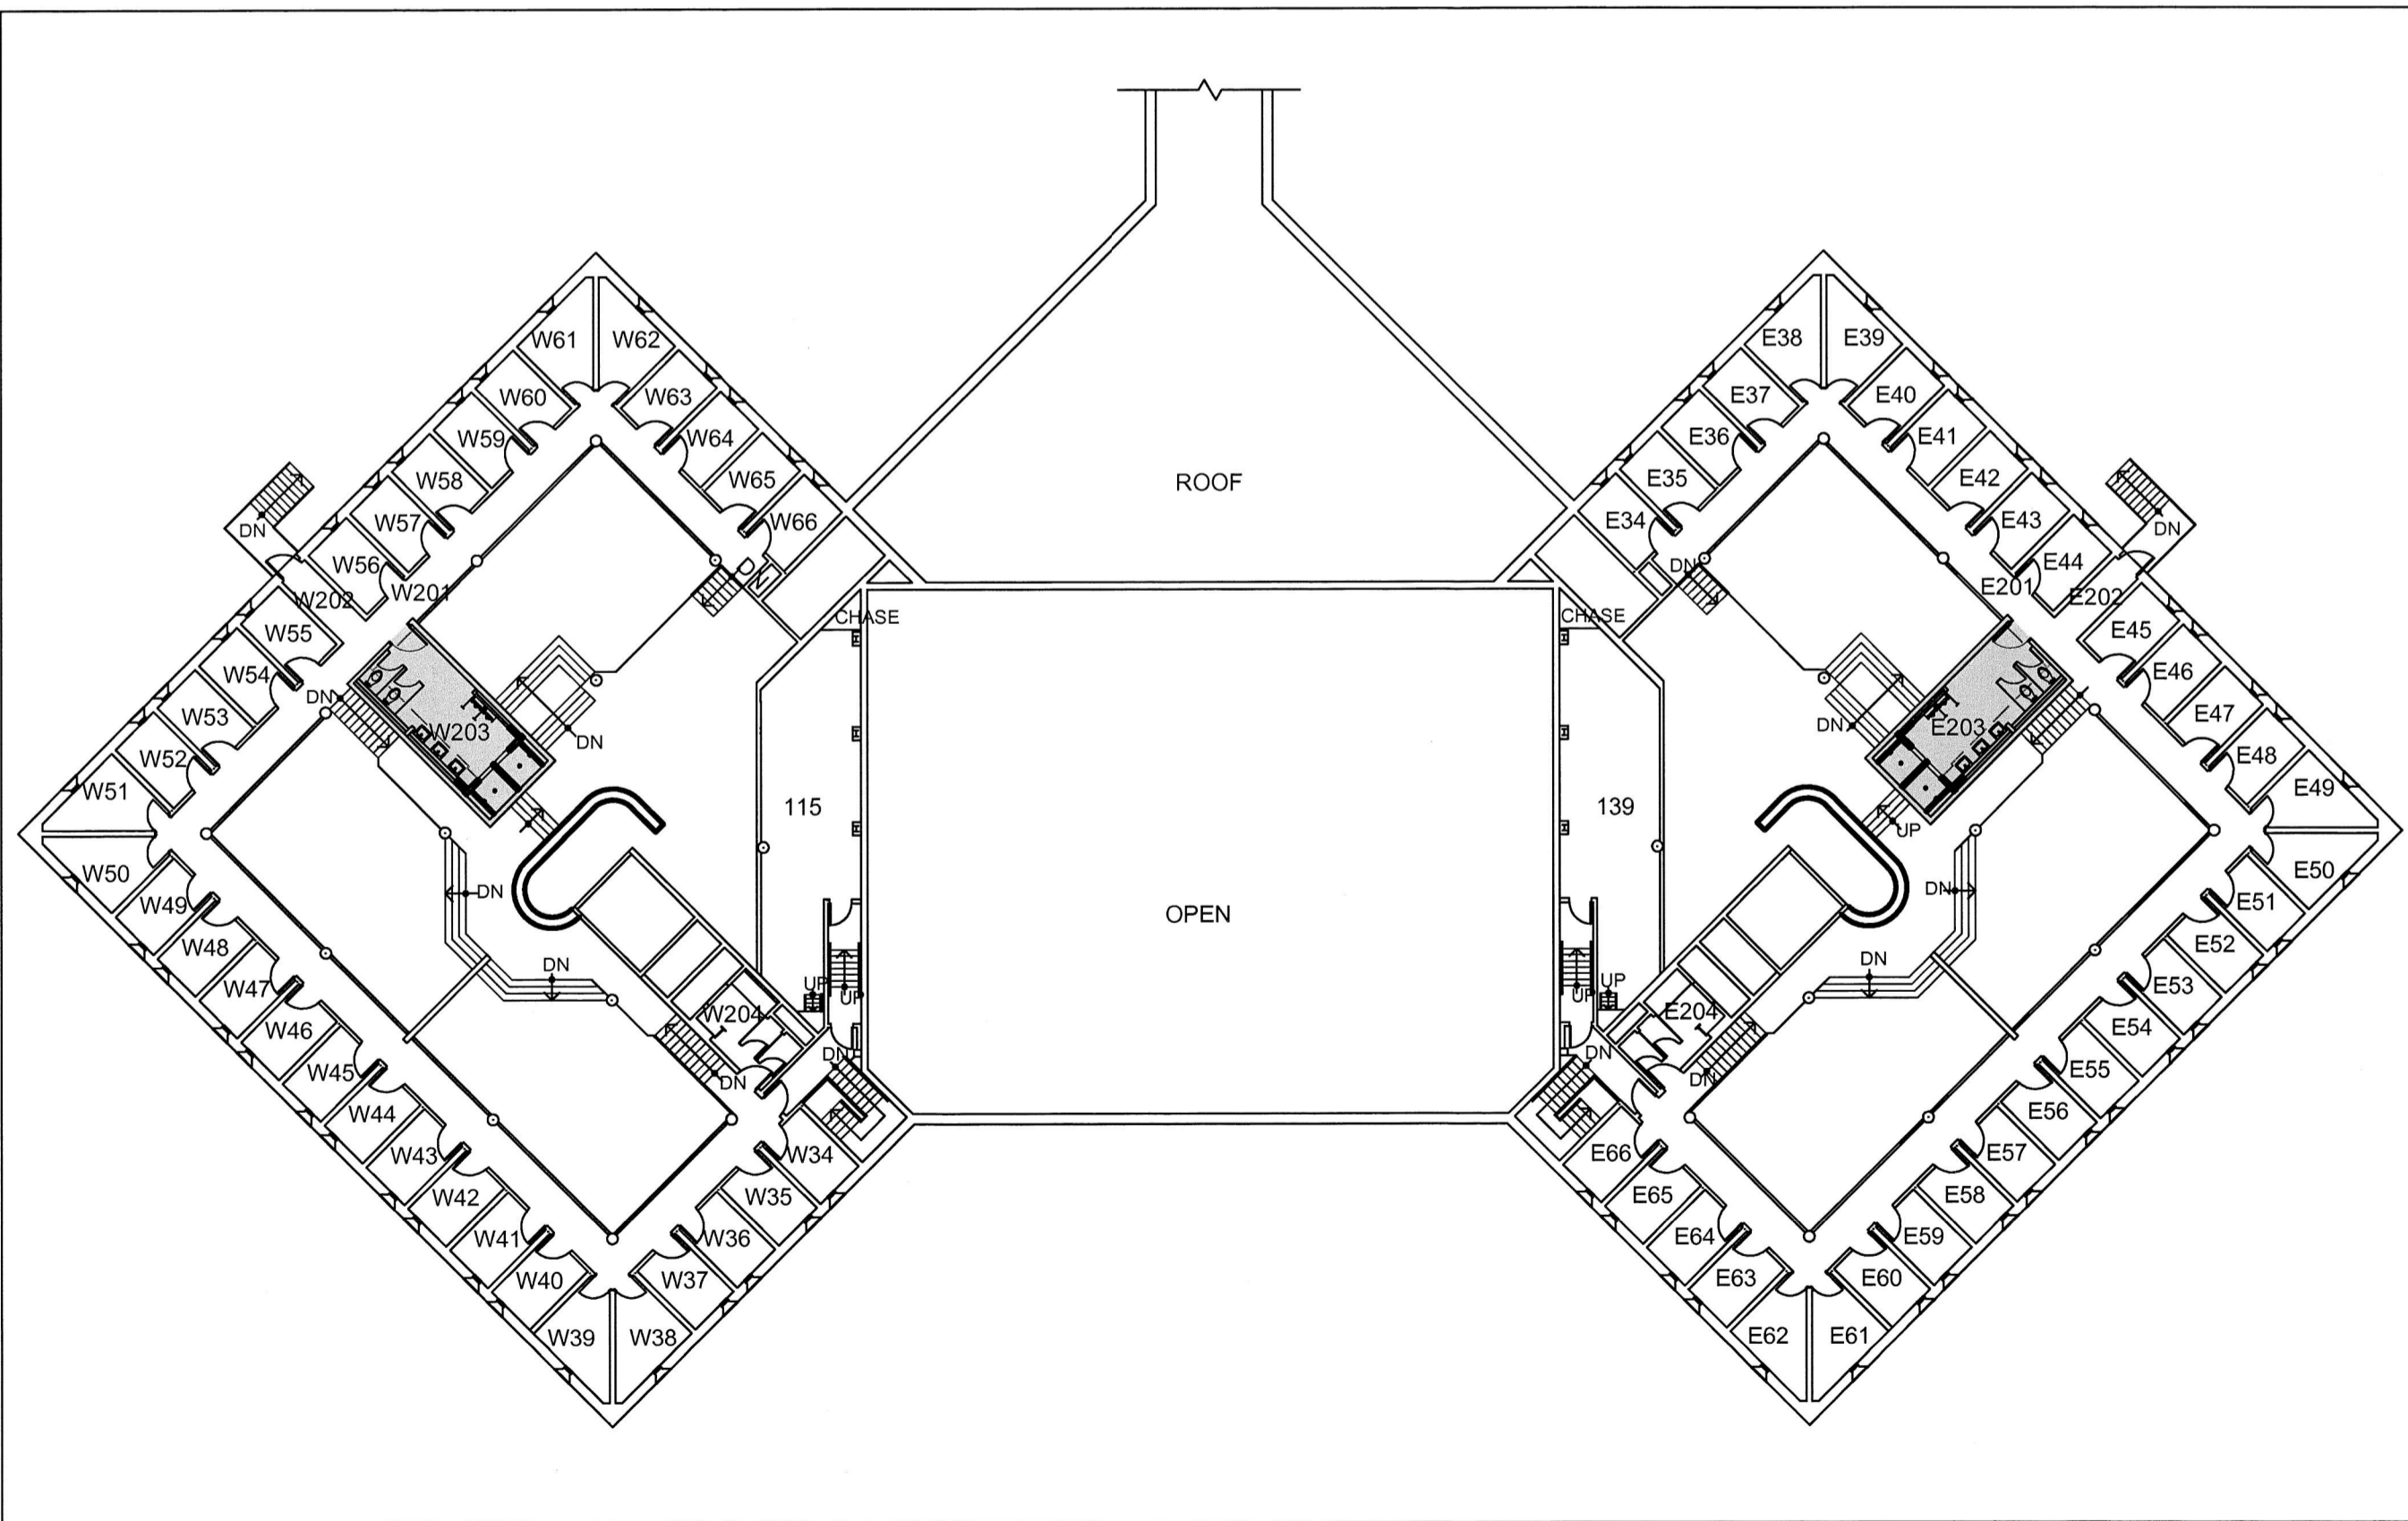 W61
W62
W60
W63
W59
W64
W58
W65
W57
W66
W56
DN
DN
W202
W201
W55
W54
DN
W53
W203
W52
DN
W51
W50
DN
W49
W48
DN
W47
W46
W204
W45
DN
DN
W44
W43
W34
W42
W35
W41
W36
W40
W37
W39
W38
CHASE
115
UP
UP
ROOF
OPEN
CHASE
139
UP
UP
E38
E39
E37
E40
E36
E41
E35
E42
E34
E43
DN
DN
E44
E201
E202
E45
E46
E47
DN
E203
E48
E49
UP
E50
DN
E51
E52
DN
E53
E54
E204
DN
E55
DN
E56
E66
E57
E65
E58
E64
E59
E63
E60
E62
E61